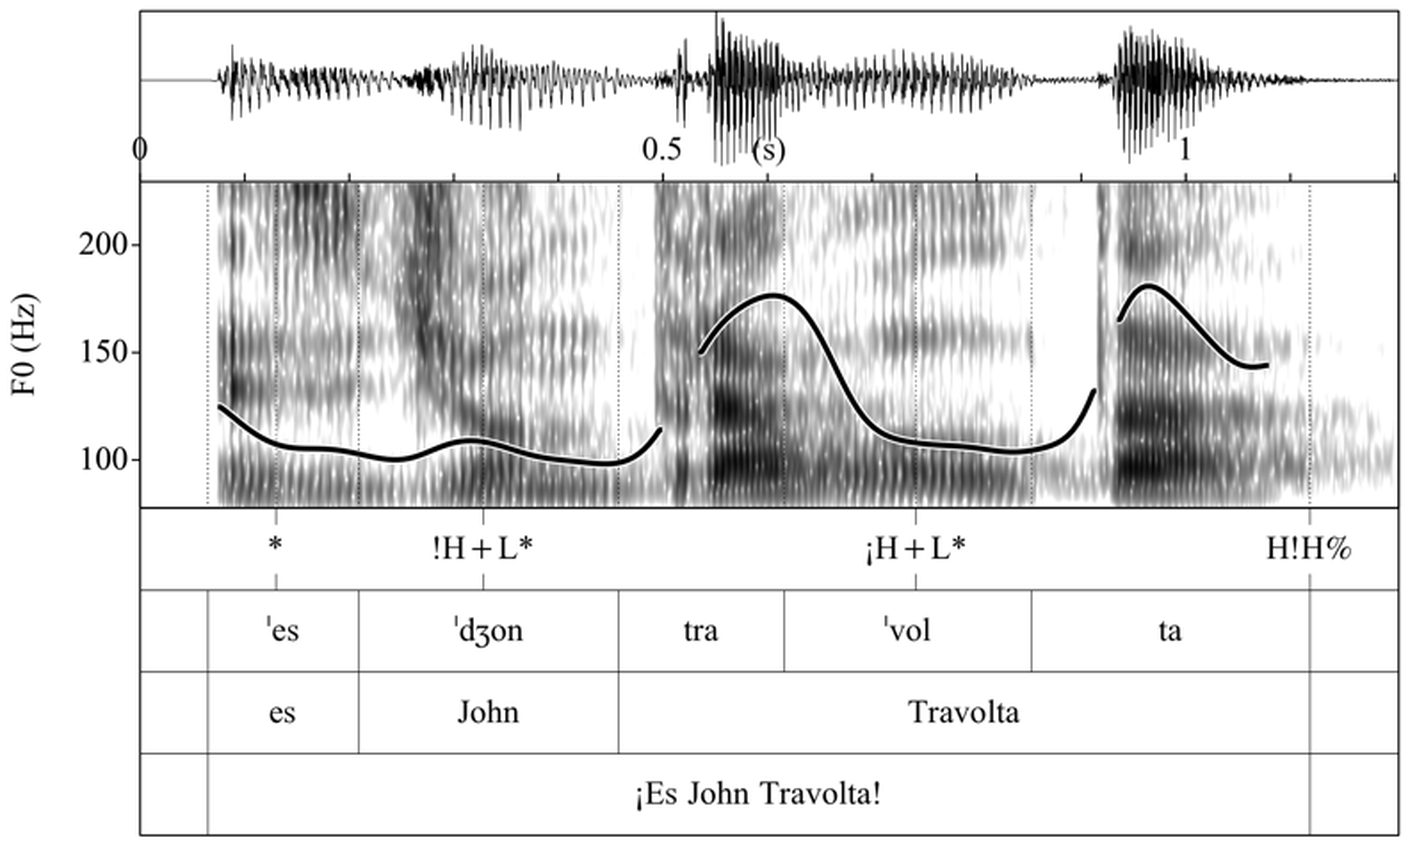 0 0.5 (s) 1
200
150
100
F0 (Hz)
* !H+L* ¡H+L* H!H%
ˈes ˈdʒon tra ˈvol ta
es John Travolta
¡Es John Travolta!